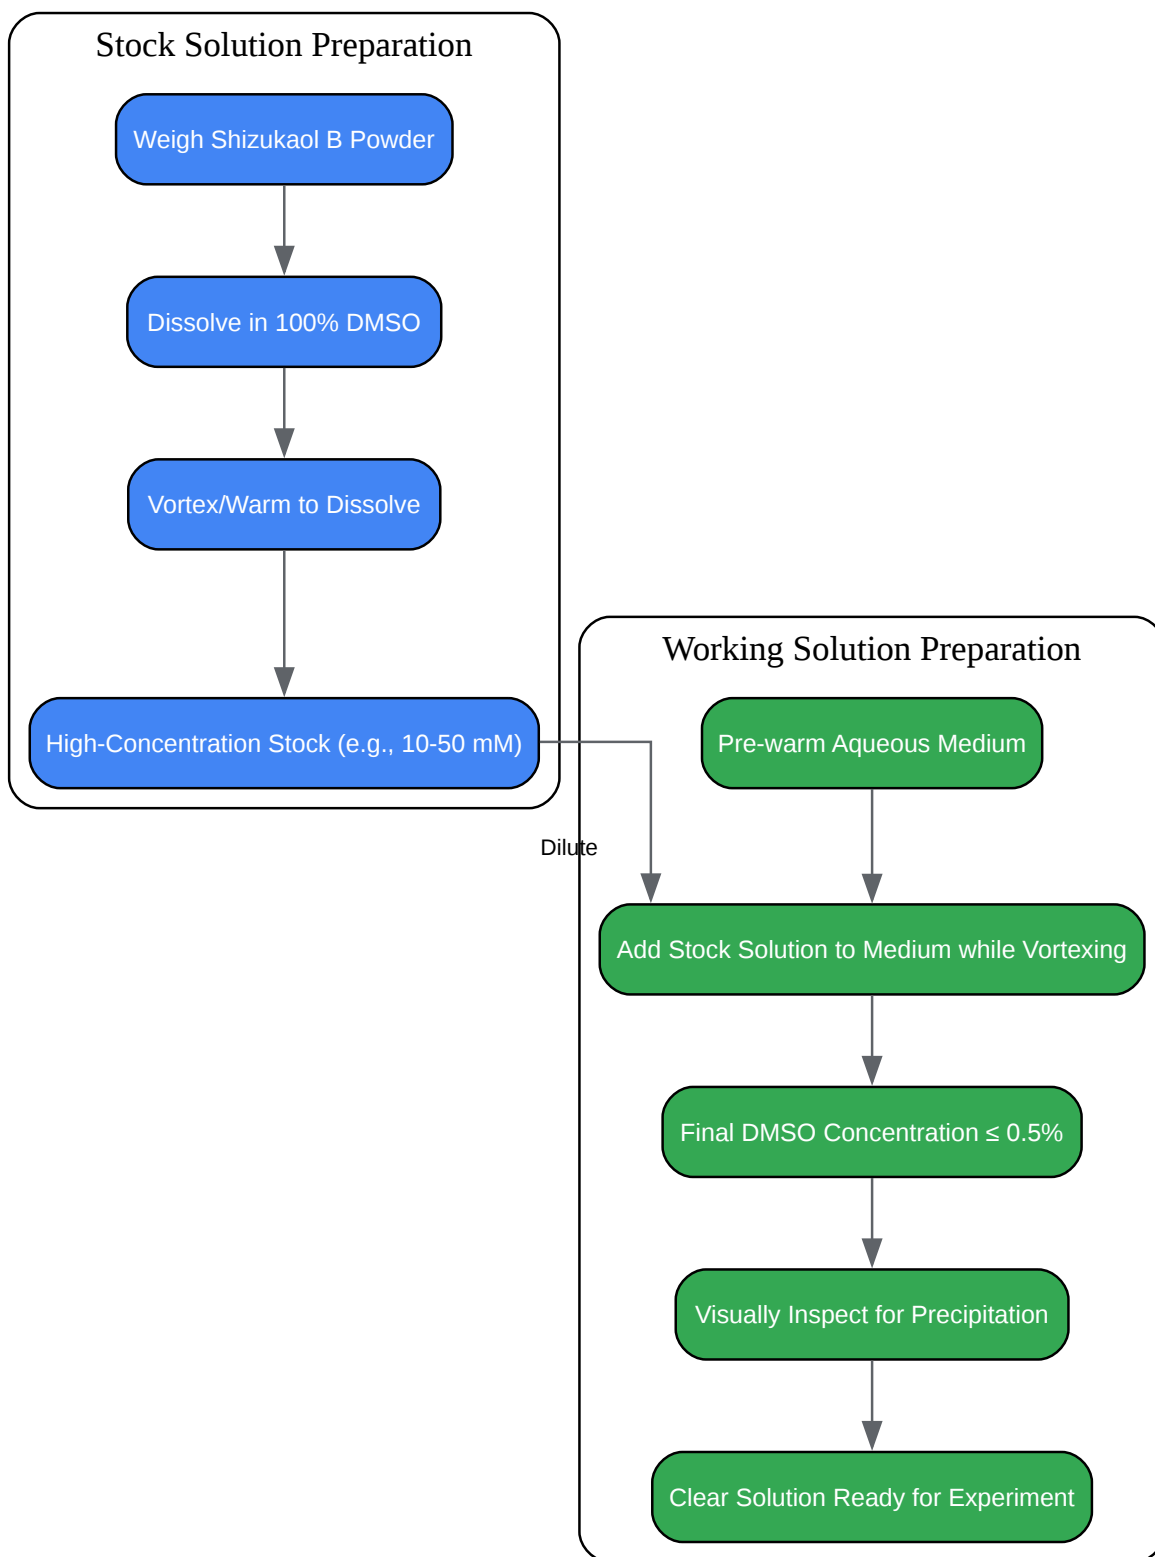 Stock Solution Preparation
Weigh Shizukaol B Powder
Dissolve in 100% DMSO
Vortex/Warm to Dissolve
High-Concentration Stock (e.g., 10-50 mM)
Dilute
Working Solution Preparation
Pre-warm Aqueous Medium
Add Stock Solution to Medium while Vortexing
Final DMSO Concentration ≤ 0.5%
Visually Inspect for Precipitation
Clear Solution Ready for Experiment